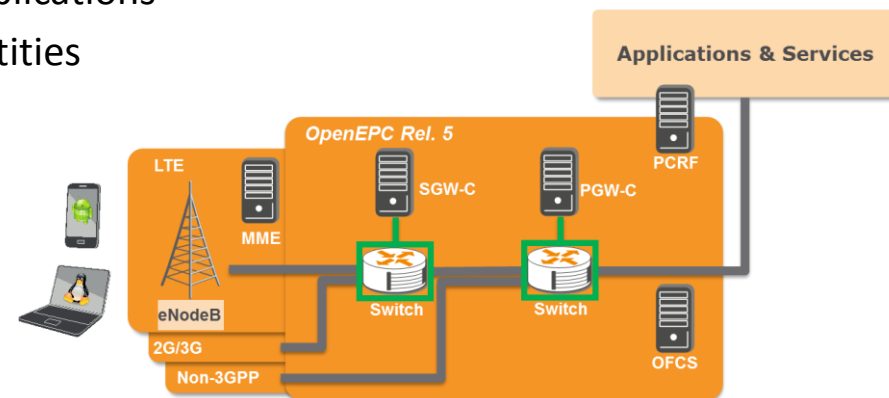 tities
Applications & Services
OpenEPC Rel. 5
PCRF
LTE
SGW-C
PGW-C
MME
eNodeB
Switch
Switch
2G/3G
OFCS
Non-3GPP